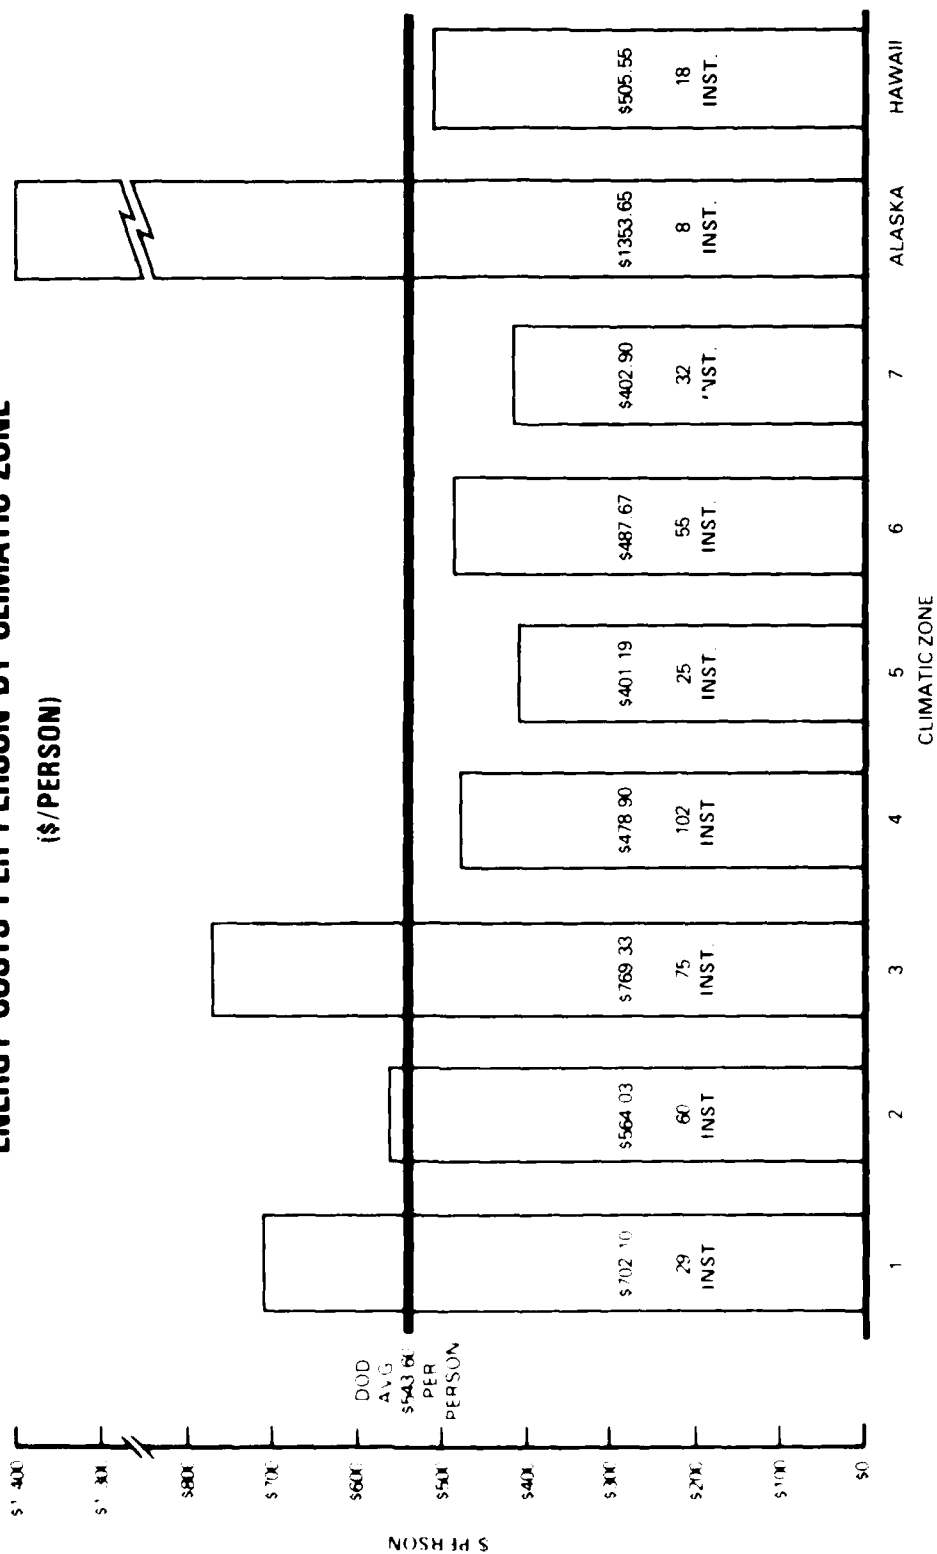 ENERGY COSTS PER PERSON BY CLIMATIC ZONE
($/PERSON)
$ PERSON
$1 400
$1 300
$800
$700
$600
$500
$400
$300
$200
$100
$0
DOD
AVG
$543.60
PER
PERSON
$702 10
29
INST
$564 03
60
INST
$769 33
75
INST.
$478 90
102
INST
$401 19
25
INST.
$487.67
55
INST.
$402.90
32
'NST.
$1353.65
8
INST.
$505.55
18
INST.
1
2
3
4
5
6
7
ALASKA
HAWAII
CLIMATIC ZONE